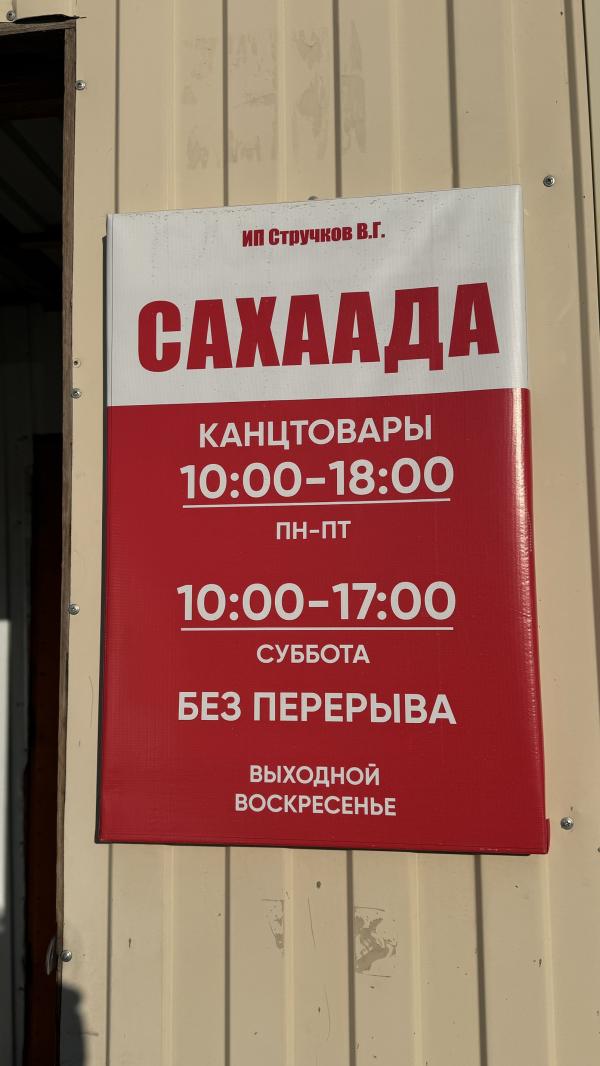 ИП Стручков В.Г.
САХААДА
КАНЦТОВАРЫ
10:00-18:00
ПН-ПТ
10:00-17:00
СУББОТА
БЕЗ ПЕРЕРЫВА
ВЫХОДНОЙ
ВОСКРЕСЕНЬЕ